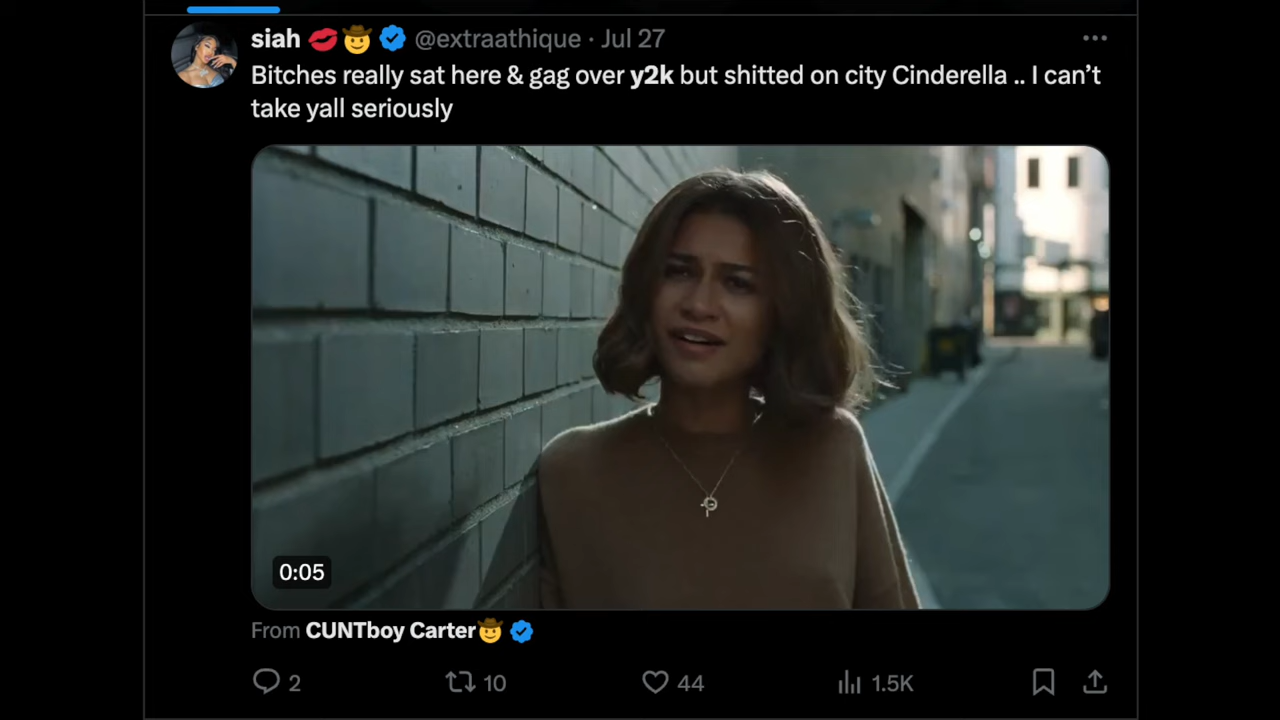 siah 💋🤠 @extraathique · Jul 27
Bitches really sat here & gag over y2k but shitted on city Cinderella .. I can’t
take yall seriously
0:05
From CUNTboy Carter🤠
2 10 44 1.5K